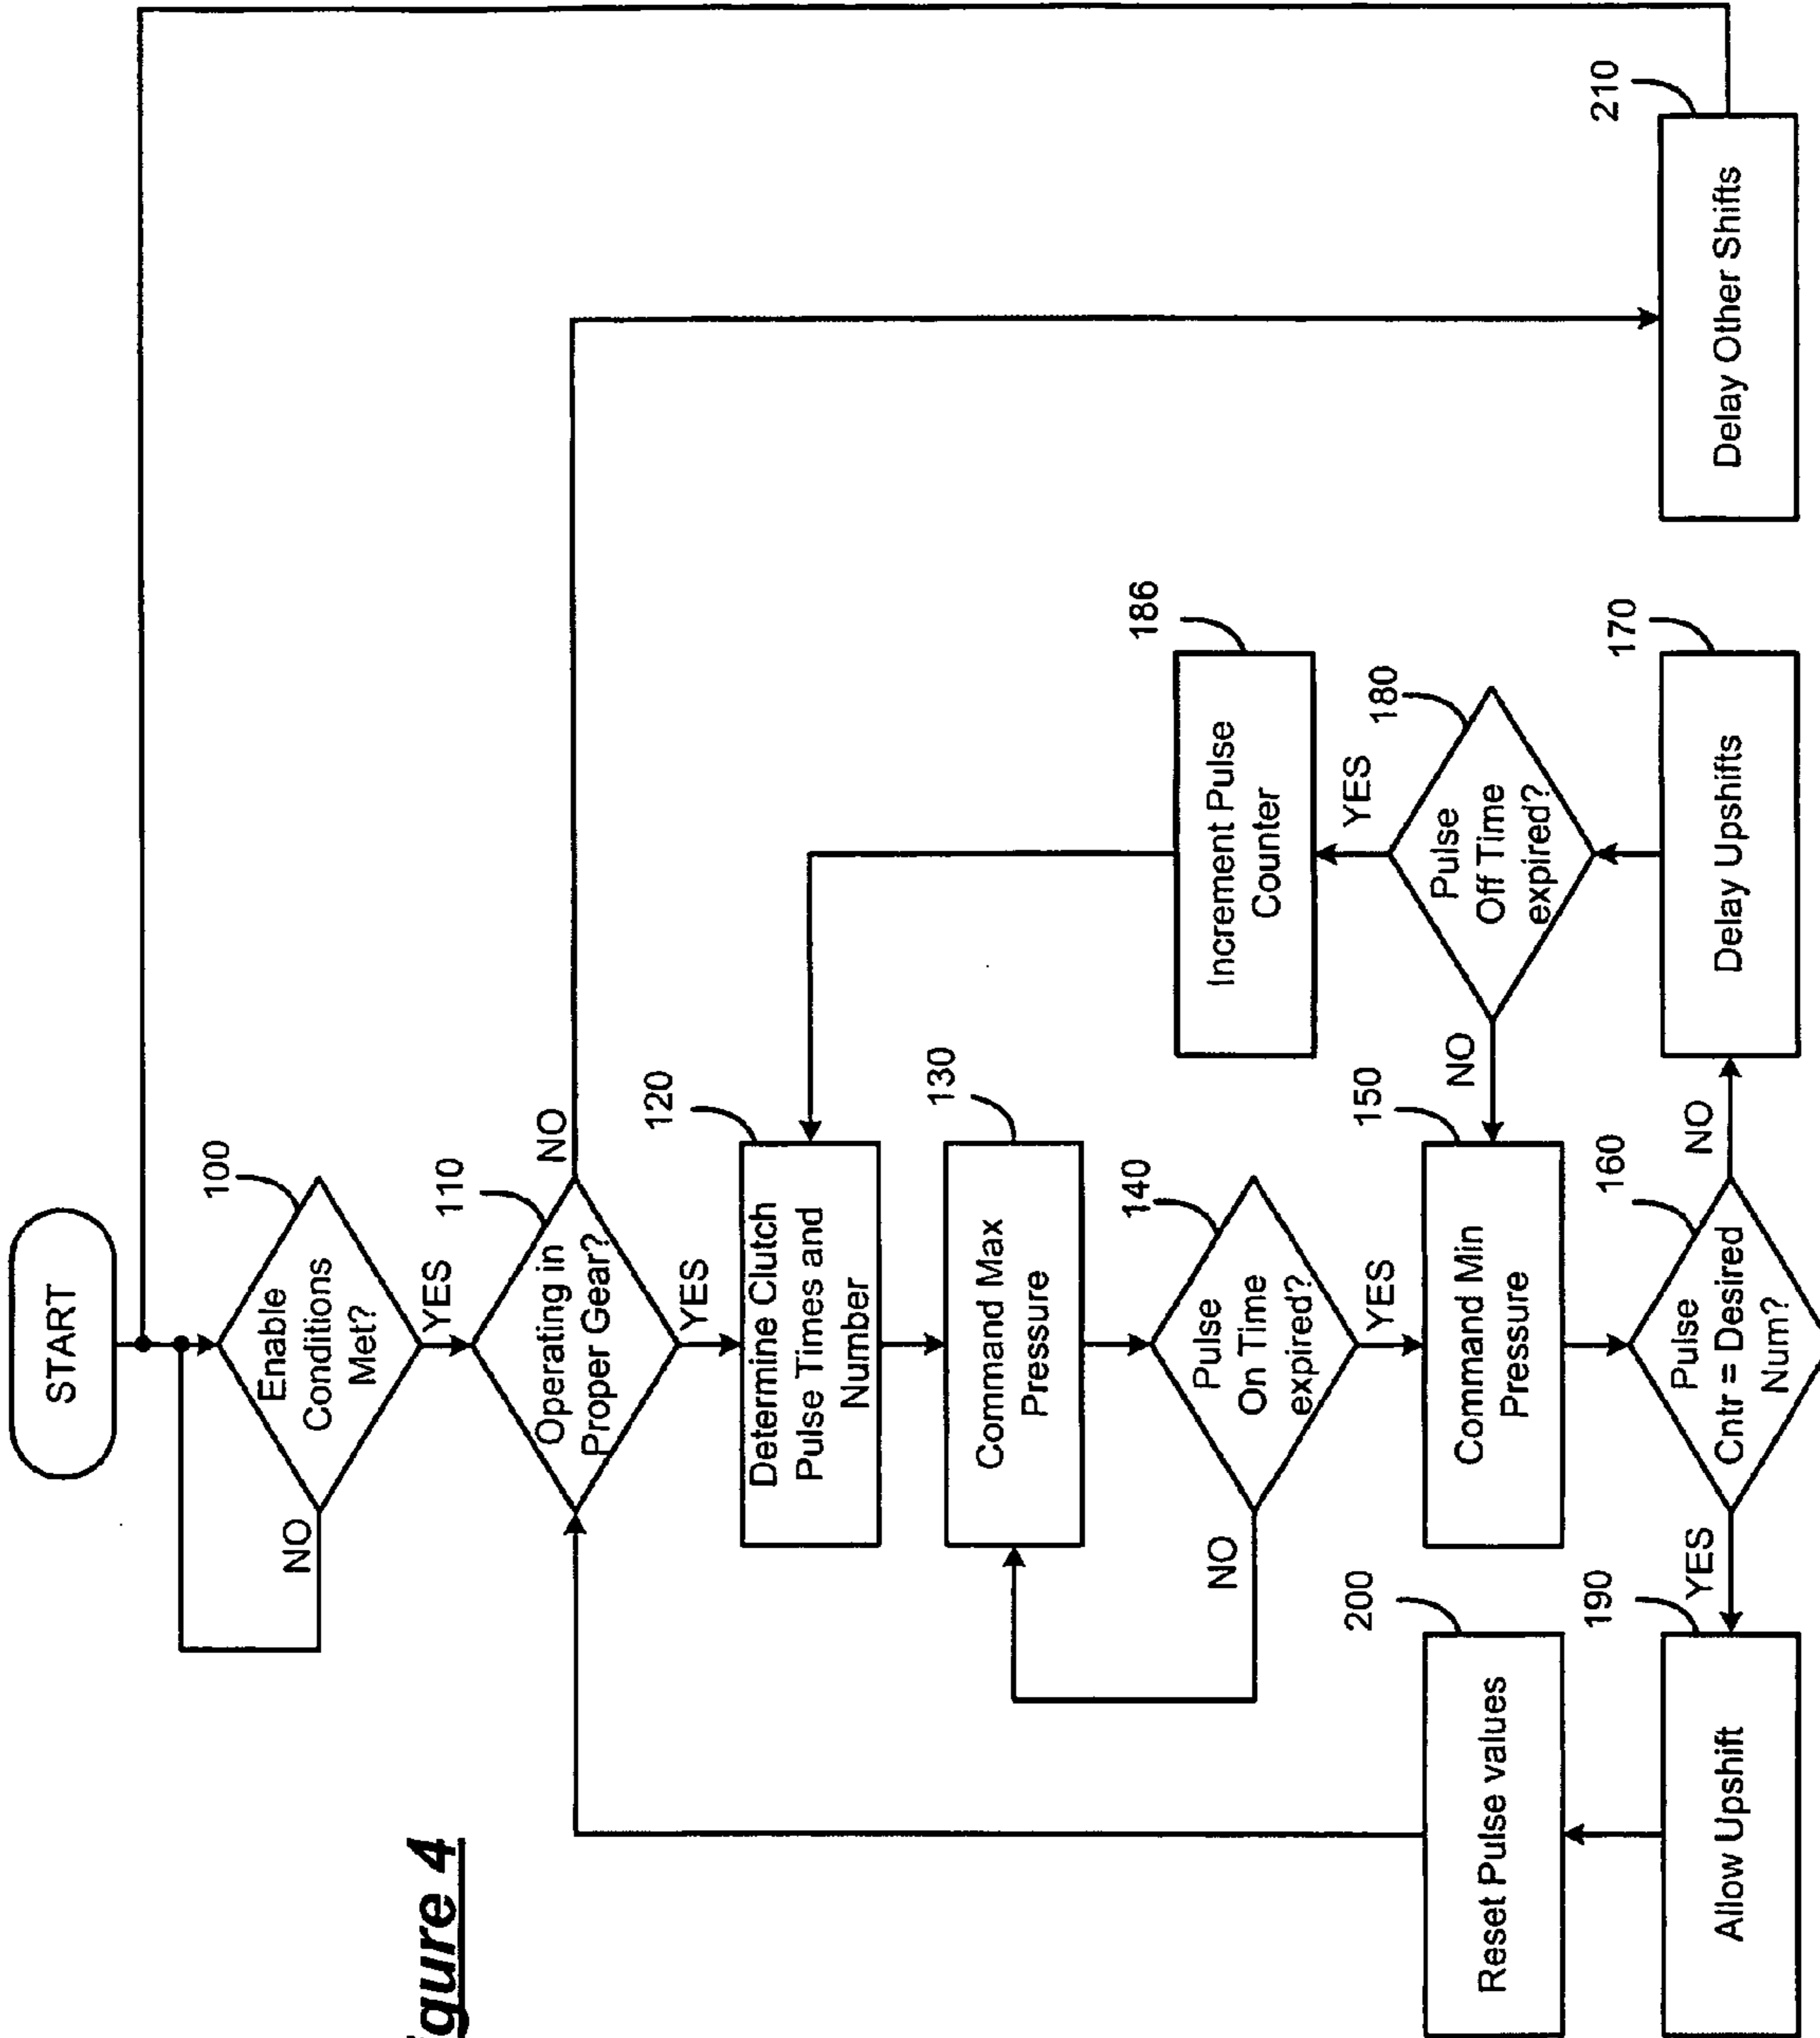 START
100
Enable
Conditions
Met?
NO
YES
110
Operating in
Proper Gear?
NO
YES
120
Determine Clutch
Pulse Times and
Number
130
Command Max
Pressure
140
Pulse
On Time
expired?
NO
YES
150
Command Min
Pressure
160
Pulse
Cntr = Desired
Num?
NO
YES
170
Delay Upshifts
180
Pulse
Off Time
expired?
NO
YES
186
Increment Pulse
Counter
190
Allow Upshift
200
Reset Pulse values
210
Delay Other Shifts
igure 4